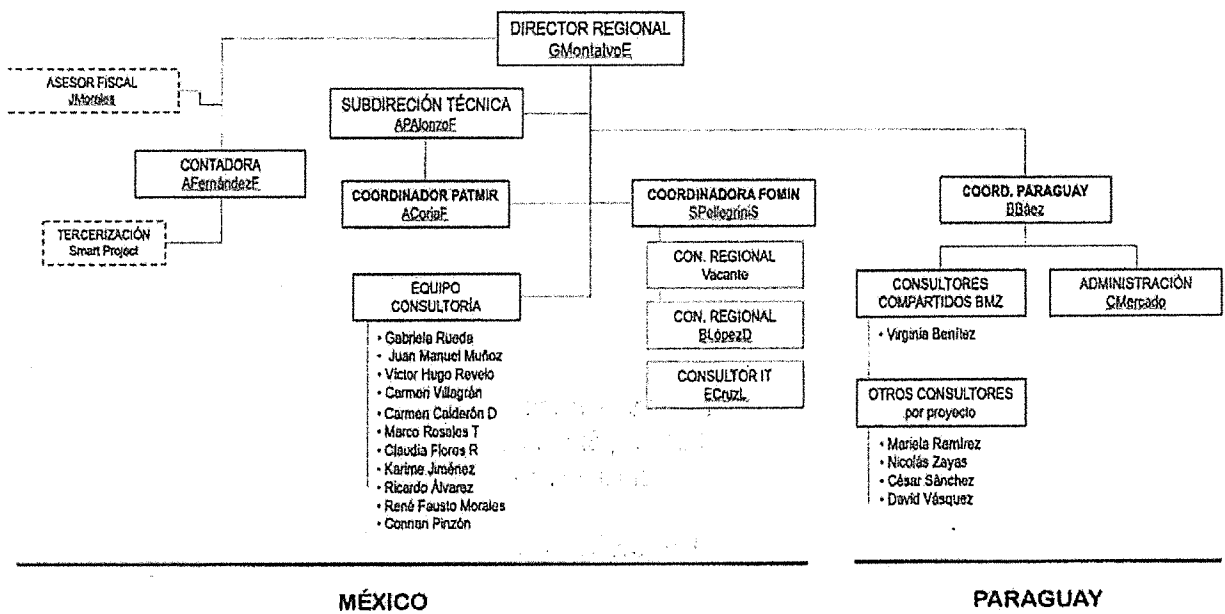 DIRECTOR REGIONAL
GMontalvoE
ASESOR FISCAL
JMorales
SUBDIRECIÓN TÉCNICA
APAlonzoF
CONTADORA
AFernándezF
COORDINADOR PATMIR
ACoriaF
COORDINADORA FOMIN
SPellegriniS
COORD. PARAGUAY
BBáez
TERCERIZACIÓN
Smart Project
CON. REGIONAL
Vacante
EQUIPO
CONSULTORÍA
CONSULTORES
COMPARTIDOS BMZ
ADMINISTRACIÓN
CMercado
CON. REGIONAL
BLópezD
• Gabriela Rueda
• Juan Manuel Muñoz
• Víctor Hugo Revelo
• Carmen Villagrán
• Carmen Calderón D
• Marco Rosales T
• Claudia Flores R
• Karime Jiménez
• Ricardo Álvarez
• René Fausto Morales
• Connan Pinzón
• Virginia Benítez
CONSULTOR IT
ECruzL
OTROS CONSULTORES
por proyecto
• Mariela Ramírez
• Nicolás Zayas
• César Sánchez
• David Vásquez
MÉXICO
PARAGUAY